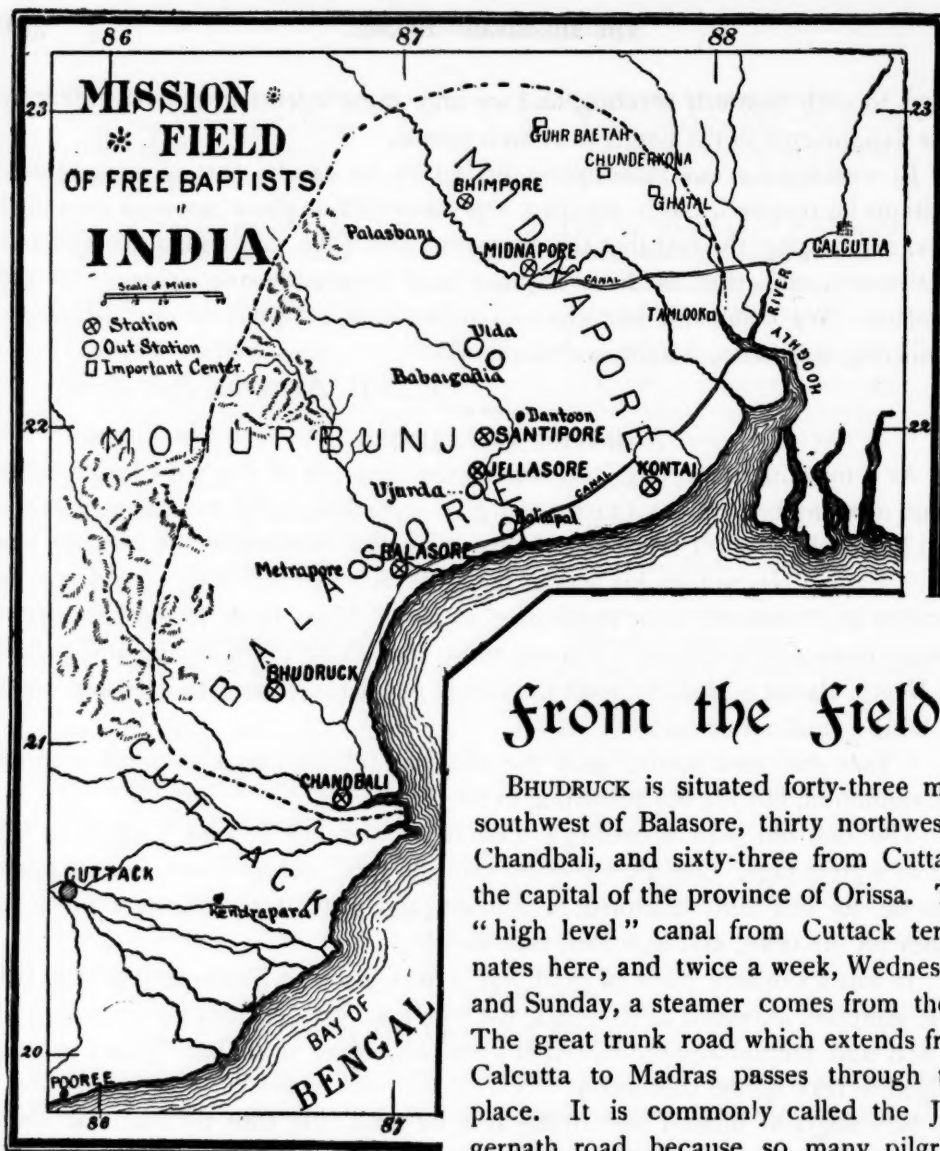 86 87 88
23 23
MISSION
FIELD
OF FREE BAPTISTS
INDIA
Scale of Miles
Station
Out Station
Important Center
GUHR BAETAH
CHUNDERKONA
GHATAL
BHIMPORE
Palasbani
MIDNAPORE
CALCUTTA
CANAL
TAMLOON
HOOGHLY RIVER
MIDNAPORE
Babaigadia
Dantoon
SANTIPORE
22 22
MOHURBUNJE
JELLASORE
KONTAI
Ujurda
CANAL
BALASORE
Metrapore
BALASORE
BHUDRUCK
21
CHANDBALI
CUTTACK
CUTTACK
Kendrapara
20
BAY OF
BENGAL
POOREE
86 87
From the Field
BHUDRUCK is situated forty-three m
southwest of Balasore, thirty northwes
Chandbali, and sixty-three from Cutta
the capital of the province of Orissa. T
"high level" canal from Cuttack ter
nates here, and twice a week, Wednes
and Sunday, a steamer comes from the
The great trunk road which extends fr
Calcutta to Madras passes through t
place. It is commonly called the J
gernath road, because so many pilgr